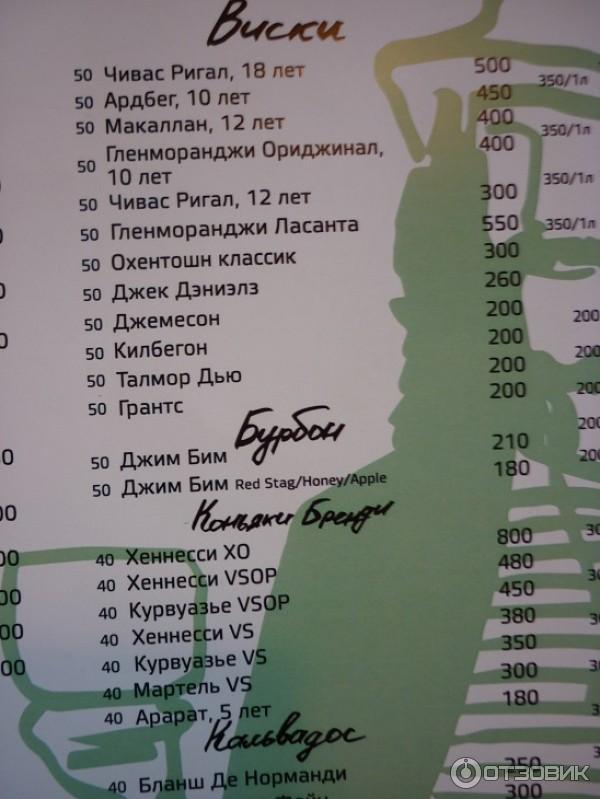 Виски
50 Чивас Ригал, 18 лет 500
50 Ардбег, 10 лет 450 350/1л
50 Макаллан, 12 лет 400
50 Гленморанджи Ориджинал, 400 350/1л
10 лет
50 Чивас Ригал, 12 лет 300 350/1л
50 Гленморанджи Ласанта 550 350/1л
50 Охентошн классик 300
50 Джек Дэниэлз 260
50 Джемесон 200 200
50 Килбегон 200 200
50 Талмор Дью 200 200
50 Грантс 200 200
Бурбон
50 Джим Бим 210 200
50 Джим Бим Red Stag/Honey/Apple 180
Коньяки Бренди
40 Хеннесси XO 800
40 Хеннесси VSOP 480
40 Курвуазье VSOP 450
40 Хеннесси VS 380
40 Курвуазье VS 350
40 Мартель VS 300
40 Арарат, 5 лет 180
Кальвадос
40 Бланш Де Норманди 350
300
ОТЗОВИК